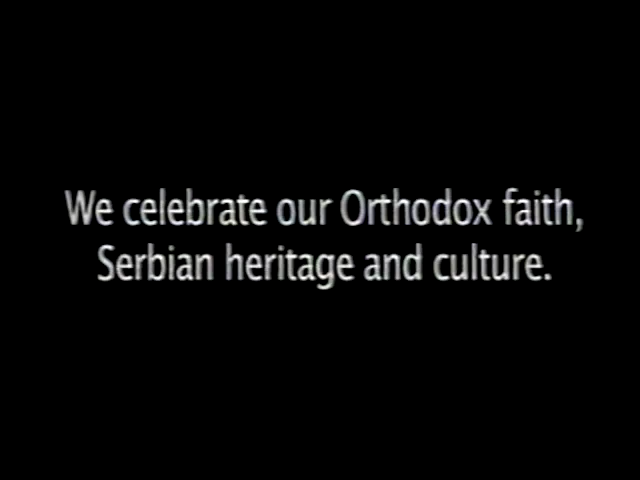 We celebrate our Orthodox faith,
Serbian heritage and culture.